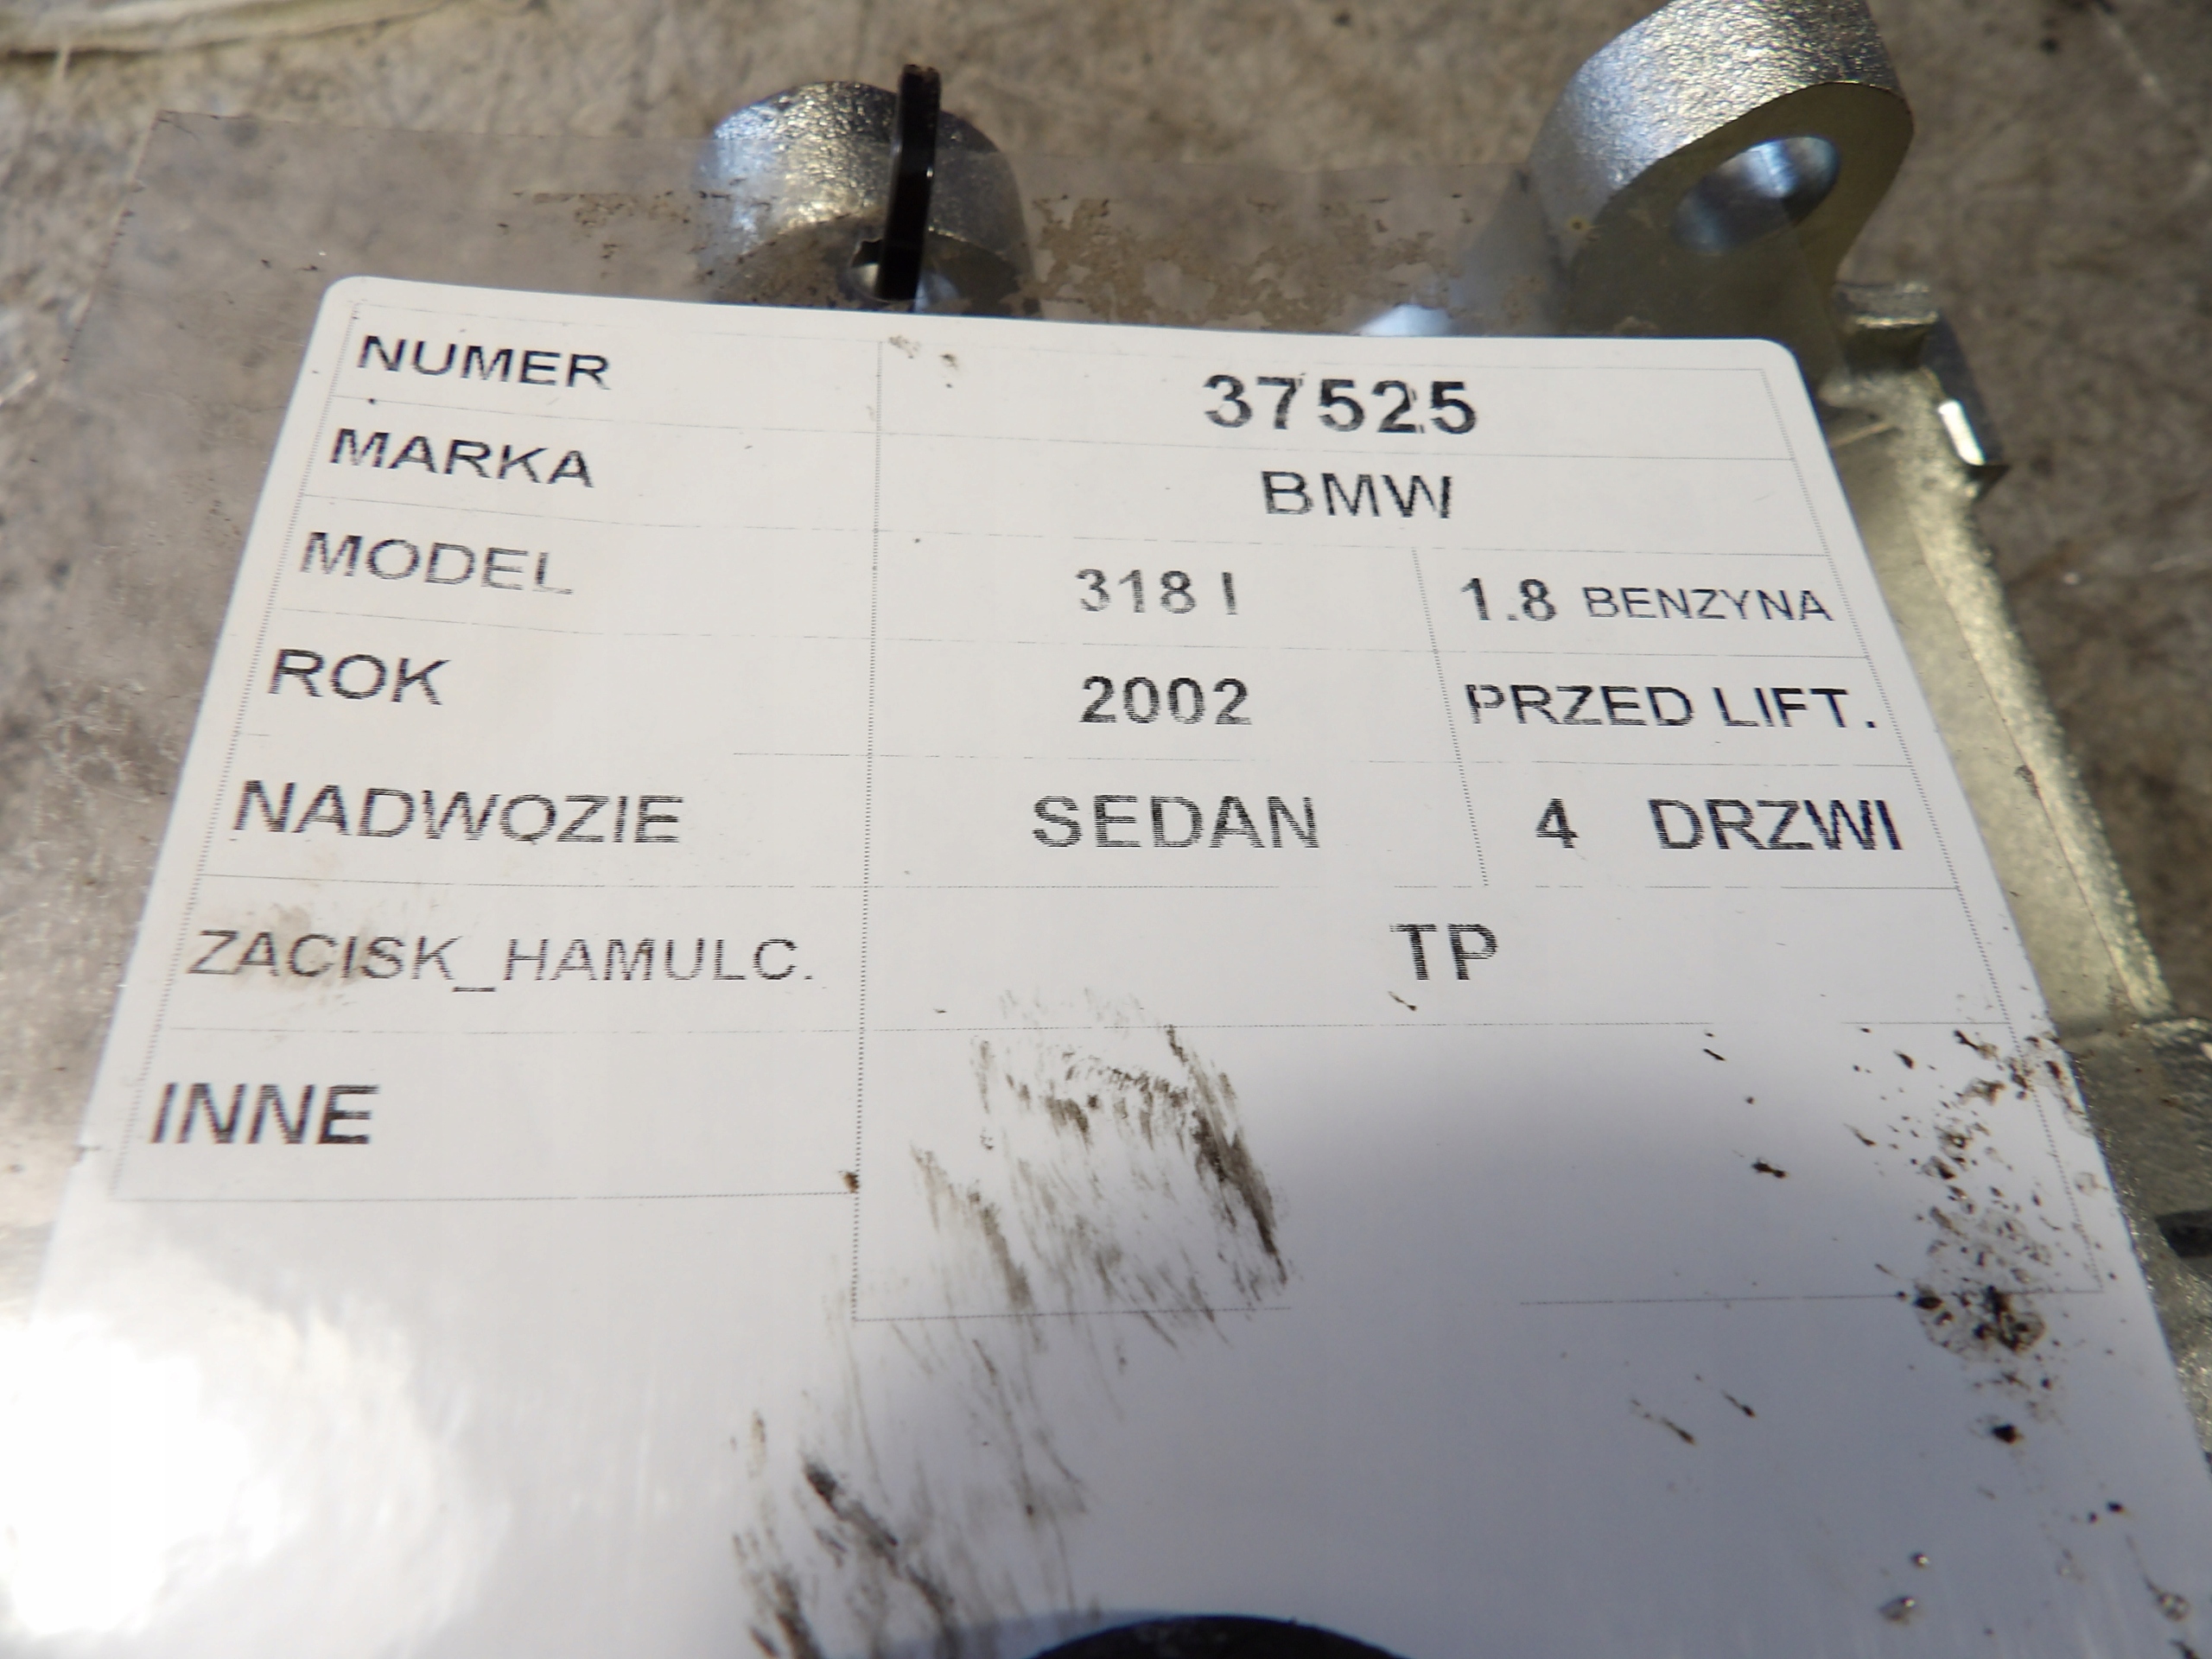 NUMER 37525
MARKA BMW
MODEL 318 I 1.8 BENZYNA
ROK 2002 PRZED LIFT.
NADWOZIE SEDAN 4 DRZWI
ZACISK_HAMULC. TP
INNE